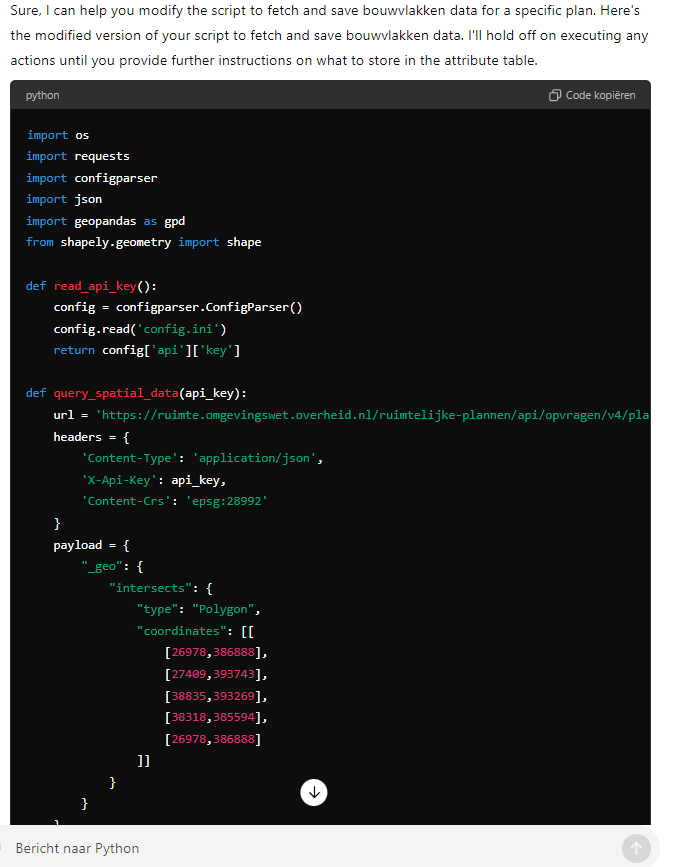 Sure, I can help you modify the script to fetch and save bouwvlakken data for a specific plan. Here's
the modified version of your script to fetch and save bouwvlakken data. I'll hold off on executing any
actions until you provide further instructions on what to store in the attribute table.
python
Code kopiëren
import os
import requests
import configparser
import json
import geopandas as gpd
from shapely.geometry import shape
def read_api_key():
    config = configparser.ConfigParser()
    config.read('config.ini')
    return config['api']['key']
def query_spatial_data(api_key):
    url = 'https://ruimte.omgevingswet.overheid.nl/ruimtelijke-plannen/api/opvragen/v4/pla
    headers = {
        'Content-Type': 'application/json',
        'X-Api-Key': api_key,
        'Content-Crs': 'epsg:28992'
    }
    payload = {
        "_geo": {
            "intersects": {
                "type": "Polygon",
                "coordinates": [[
                    [26978,386888],
                    [27409,393743],
                    [38835,393269],
                    [38318,385594],
                    [26978,386888]
                ]]
            }
        }
    }
Bericht naar Python